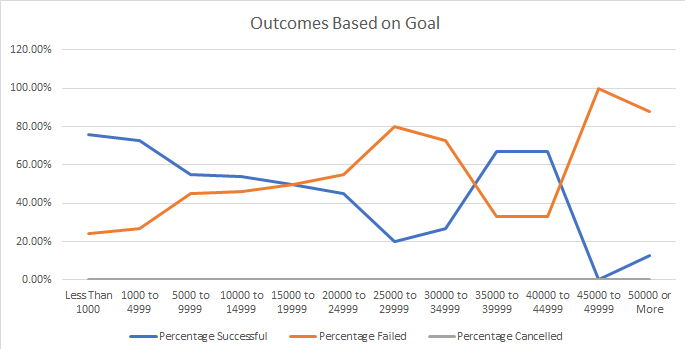 Outcomes Based on Goal
120.00%
100.00%
80.00%
60.00%
40.00%
20.00%
0.00%
Less Than 1000 to 5000 to 10000 to 15000 to 20000 to 25000 to 30000 to 35000 to 40000 to 45000 to 50000 or
1000 4999 9999 14999 19999 24999 29999 34999 39999 44999 49999 More
Percentage Successful Percentage Failed Percentage Cancelled